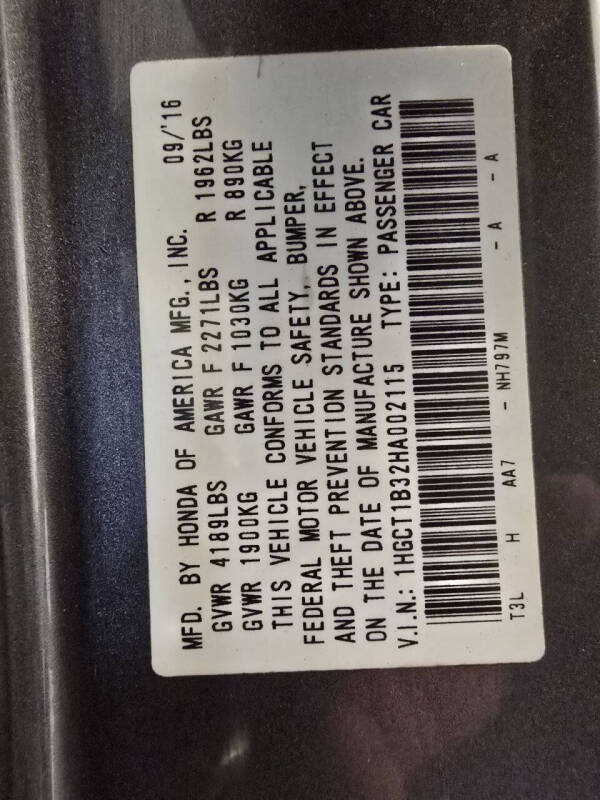 MFD. BY HONDA OF AMERICA MFG., INC. 09/'16
GVWR 4189LBS GAWR F 2271LBS R 1962LBS
GVWR 1900KG GAWR F 1030KG R 890KG
THIS VEHICLE CONFORMS TO ALL APPLICABLE
FEDERAL MOTOR VEHICLE SAFETY, BUMPER,
AND THEFT PREVENTION STANDARDS IN EFFECT
ON THE DATE OF MANUFACTURE SHOWN ABOVE.
V.I.N.: 1HGCT1B32HA002115 TYPE: PASSENGER CAR
T3L H AA7 - NH797M - A - A